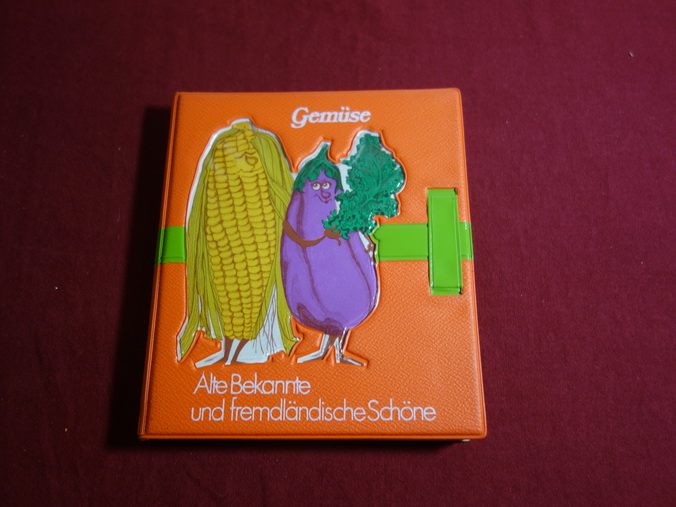 Gemüse
Alte Bekannte
und fremdländische Schöne